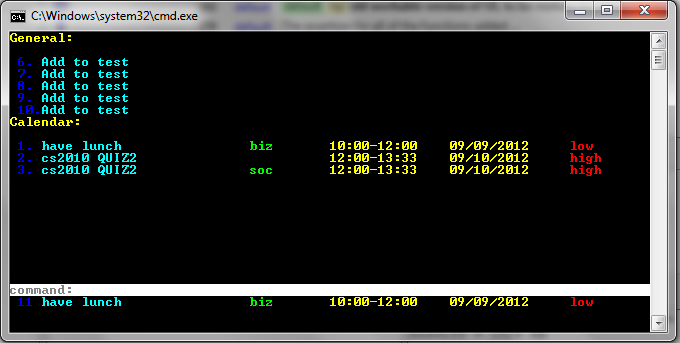 C:\Windows\system32\cmd.exe
General:
6. Add to test
7. Add to test
8. Add to test
9. Add to test
10.Add to test
Calendar:
1. have lunch biz 10:00-12:00 09/09/2012 low
2. cs2010 QUIZ2 12:00-13:33 09/10/2012 high
3. cs2010 QUIZ2 soc 12:00-13:33 09/10/2012 high
command:
11 have lunch biz 10:00-12:00 09/09/2012 low